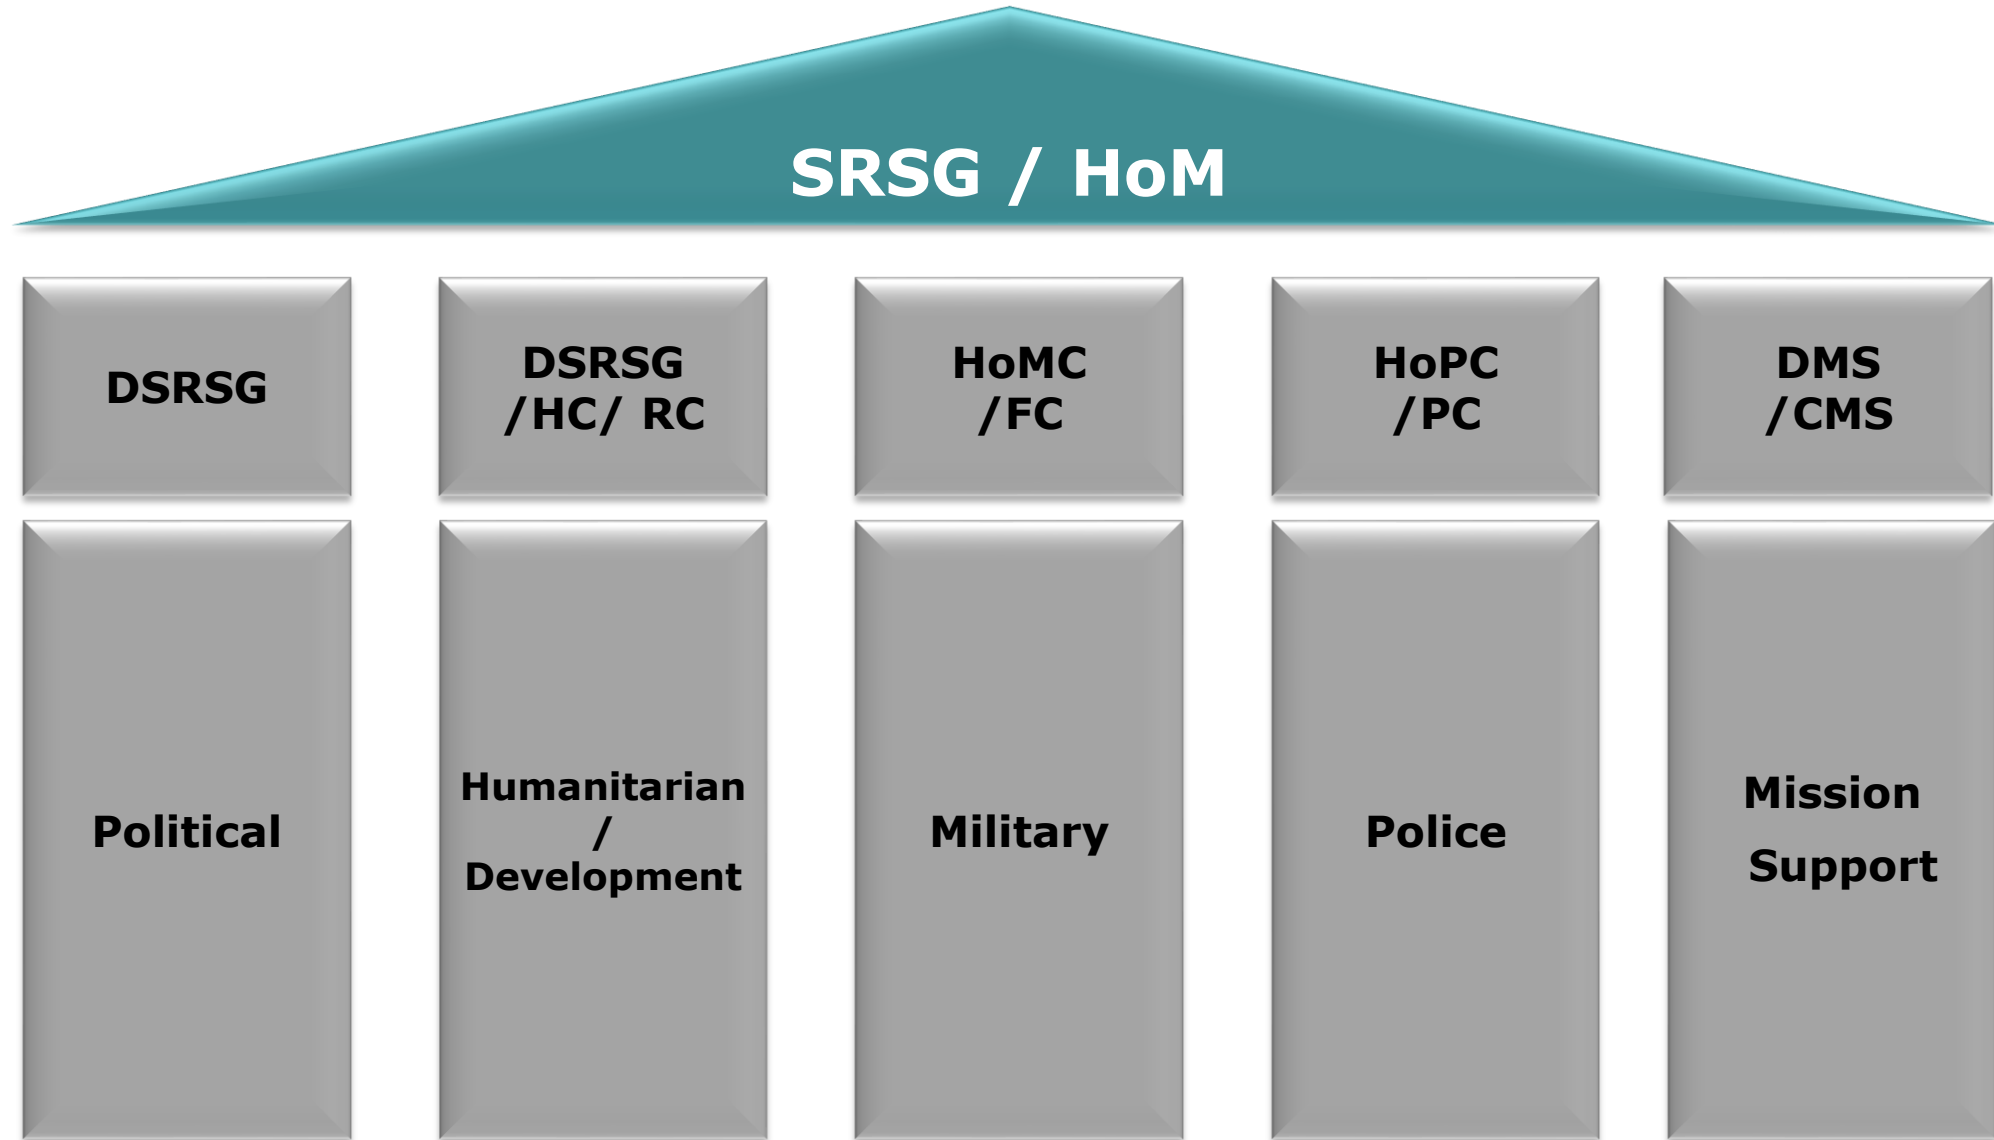 SRSG / HoM
DSRSG
DSRSG
/HC/ RC
HoMC
/FC
HoPC
/PC
DMS
/CMS
Political
Humanitarian
/
Development
Military
Police
Mission
Support